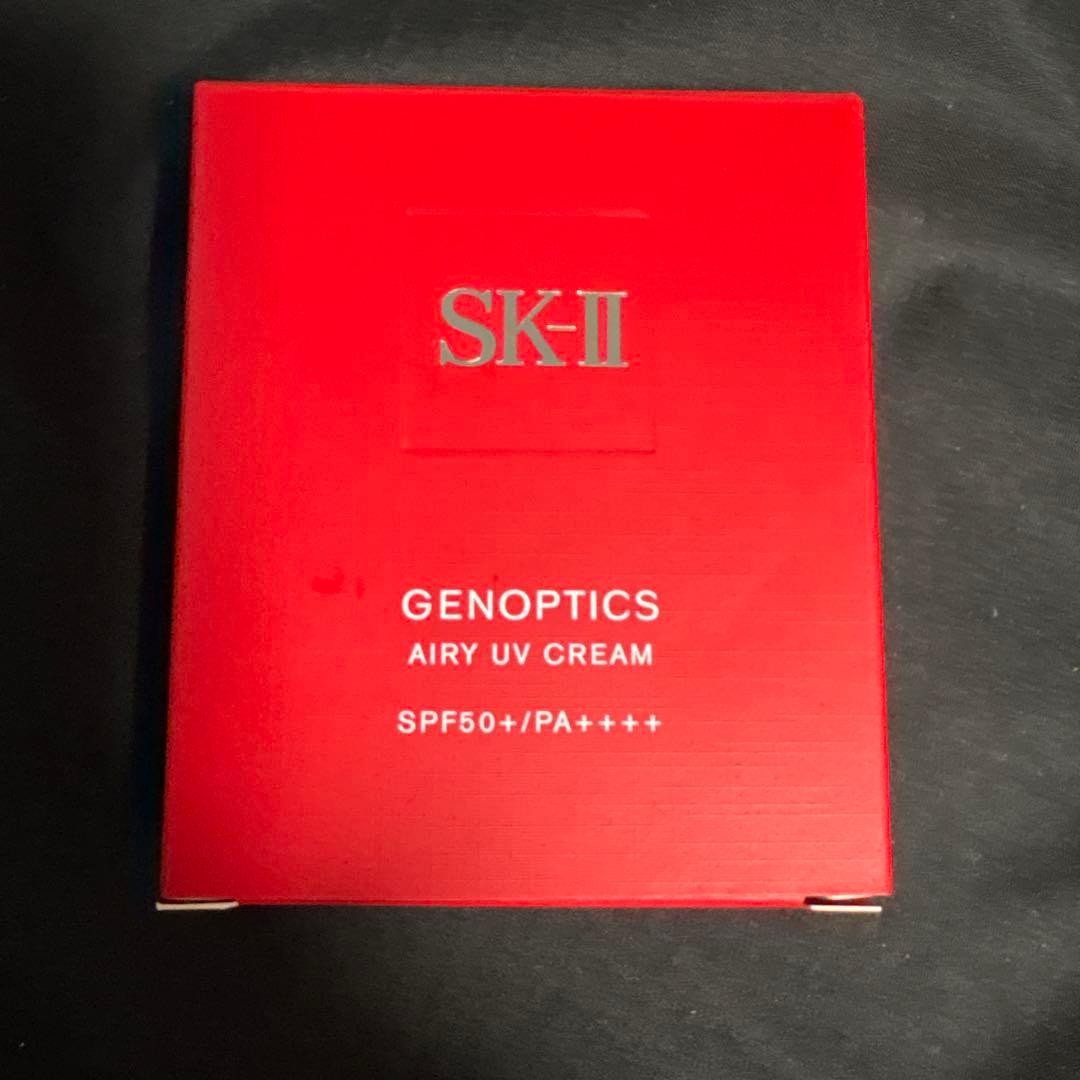 SK-II
GENOPTICS
AIRY UV CREAM
SPF50+/PA++++